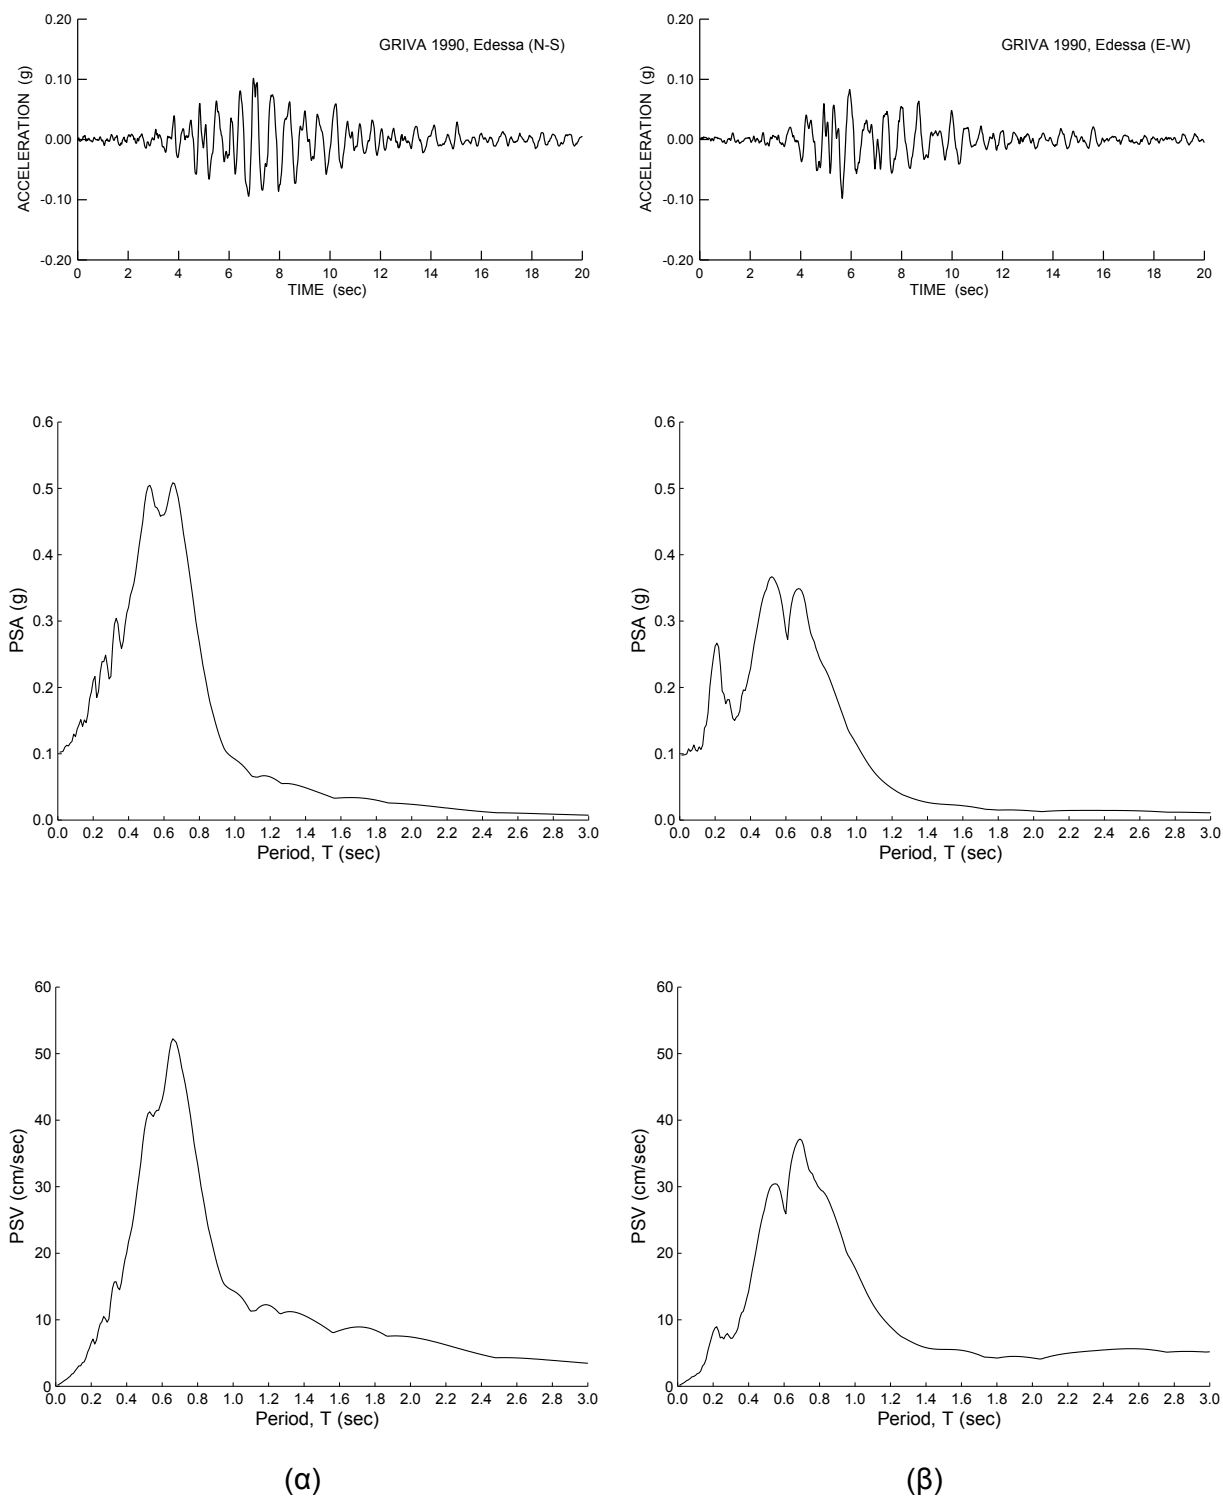 GRIVA 1990, Edessa (N-S)
ACCELERATION (g)
0.20
0.10
0.00
-0.10
-0.20
0 2 4 6 8 10 12 14 16 18 20
TIME (sec)
GRIVA 1990, Edessa (E-W)
ACCELERATION (g)
0.20
0.10
0.00
-0.10
-0.20
0 2 4 6 8 10 12 14 16 18 20
TIME (sec)
PSA (g)
0.6
0.5
0.4
0.3
0.2
0.1
0.0
0.0 0.2 0.4 0.6 0.8 1.0 1.2 1.4 1.6 1.8 2.0 2.2 2.4 2.6 2.8 3.0
Period, T (sec)
PSA (g)
0.6
0.5
0.4
0.3
0.2
0.1
0.0
0.0 0.2 0.4 0.6 0.8 1.0 1.2 1.4 1.6 1.8 2.0 2.2 2.4 2.6 2.8 3.0
Period, T (sec)
PSV (cm/sec)
60
50
40
30
20
10
0
0.0 0.2 0.4 0.6 0.8 1.0 1.2 1.4 1.6 1.8 2.0 2.2 2.4 2.6 2.8 3.0
Period, T (sec)
PSV (cm/sec)
60
50
40
30
20
10
0
0.0 0.2 0.4 0.6 0.8 1.0 1.2 1.4 1.6 1.8 2.0 2.2 2.4 2.6 2.8 3.0
Period, T (sec)
(α)
(β)